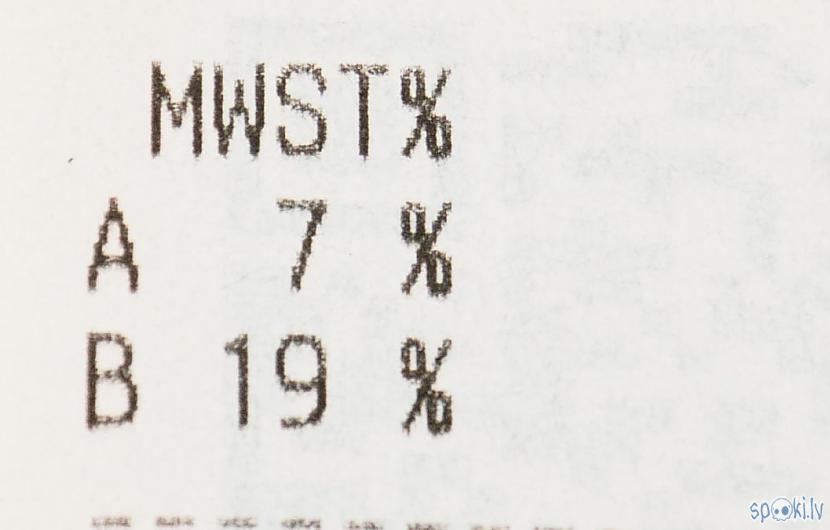 MWST%
A 7 %
B 19 %
spoki.lv